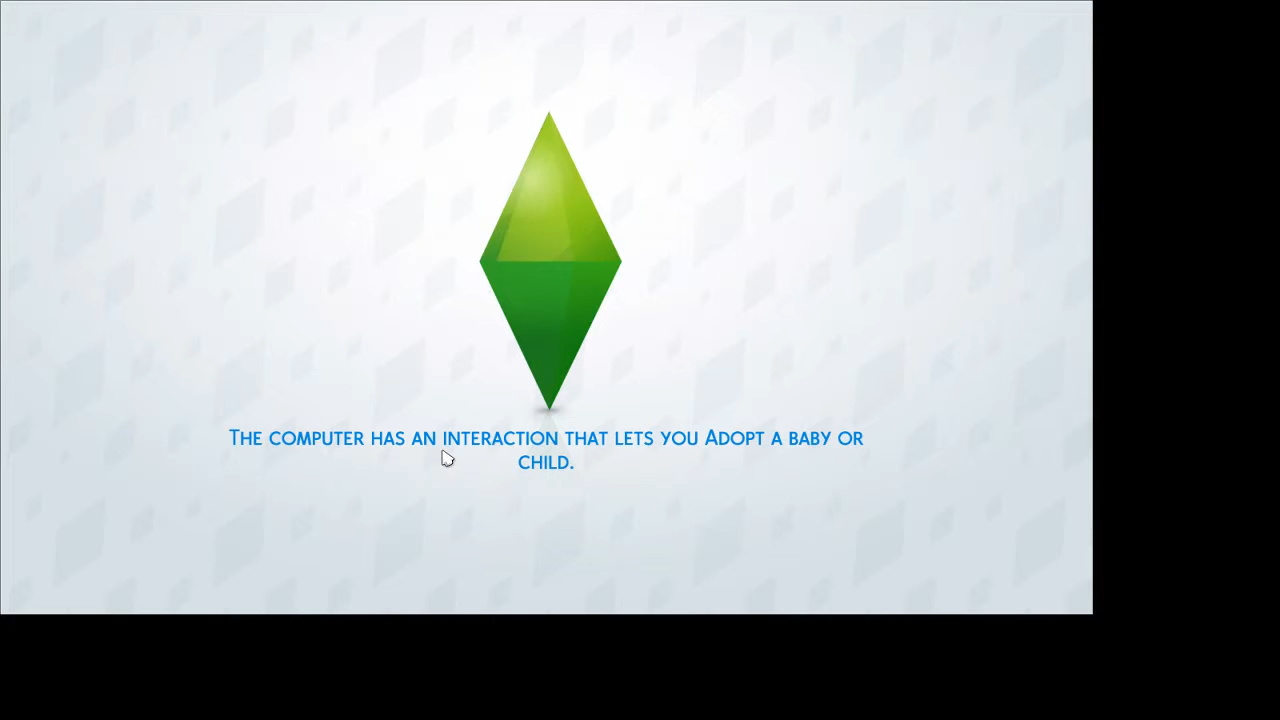 The computer has an interaction that lets you Adopt a baby or
child.